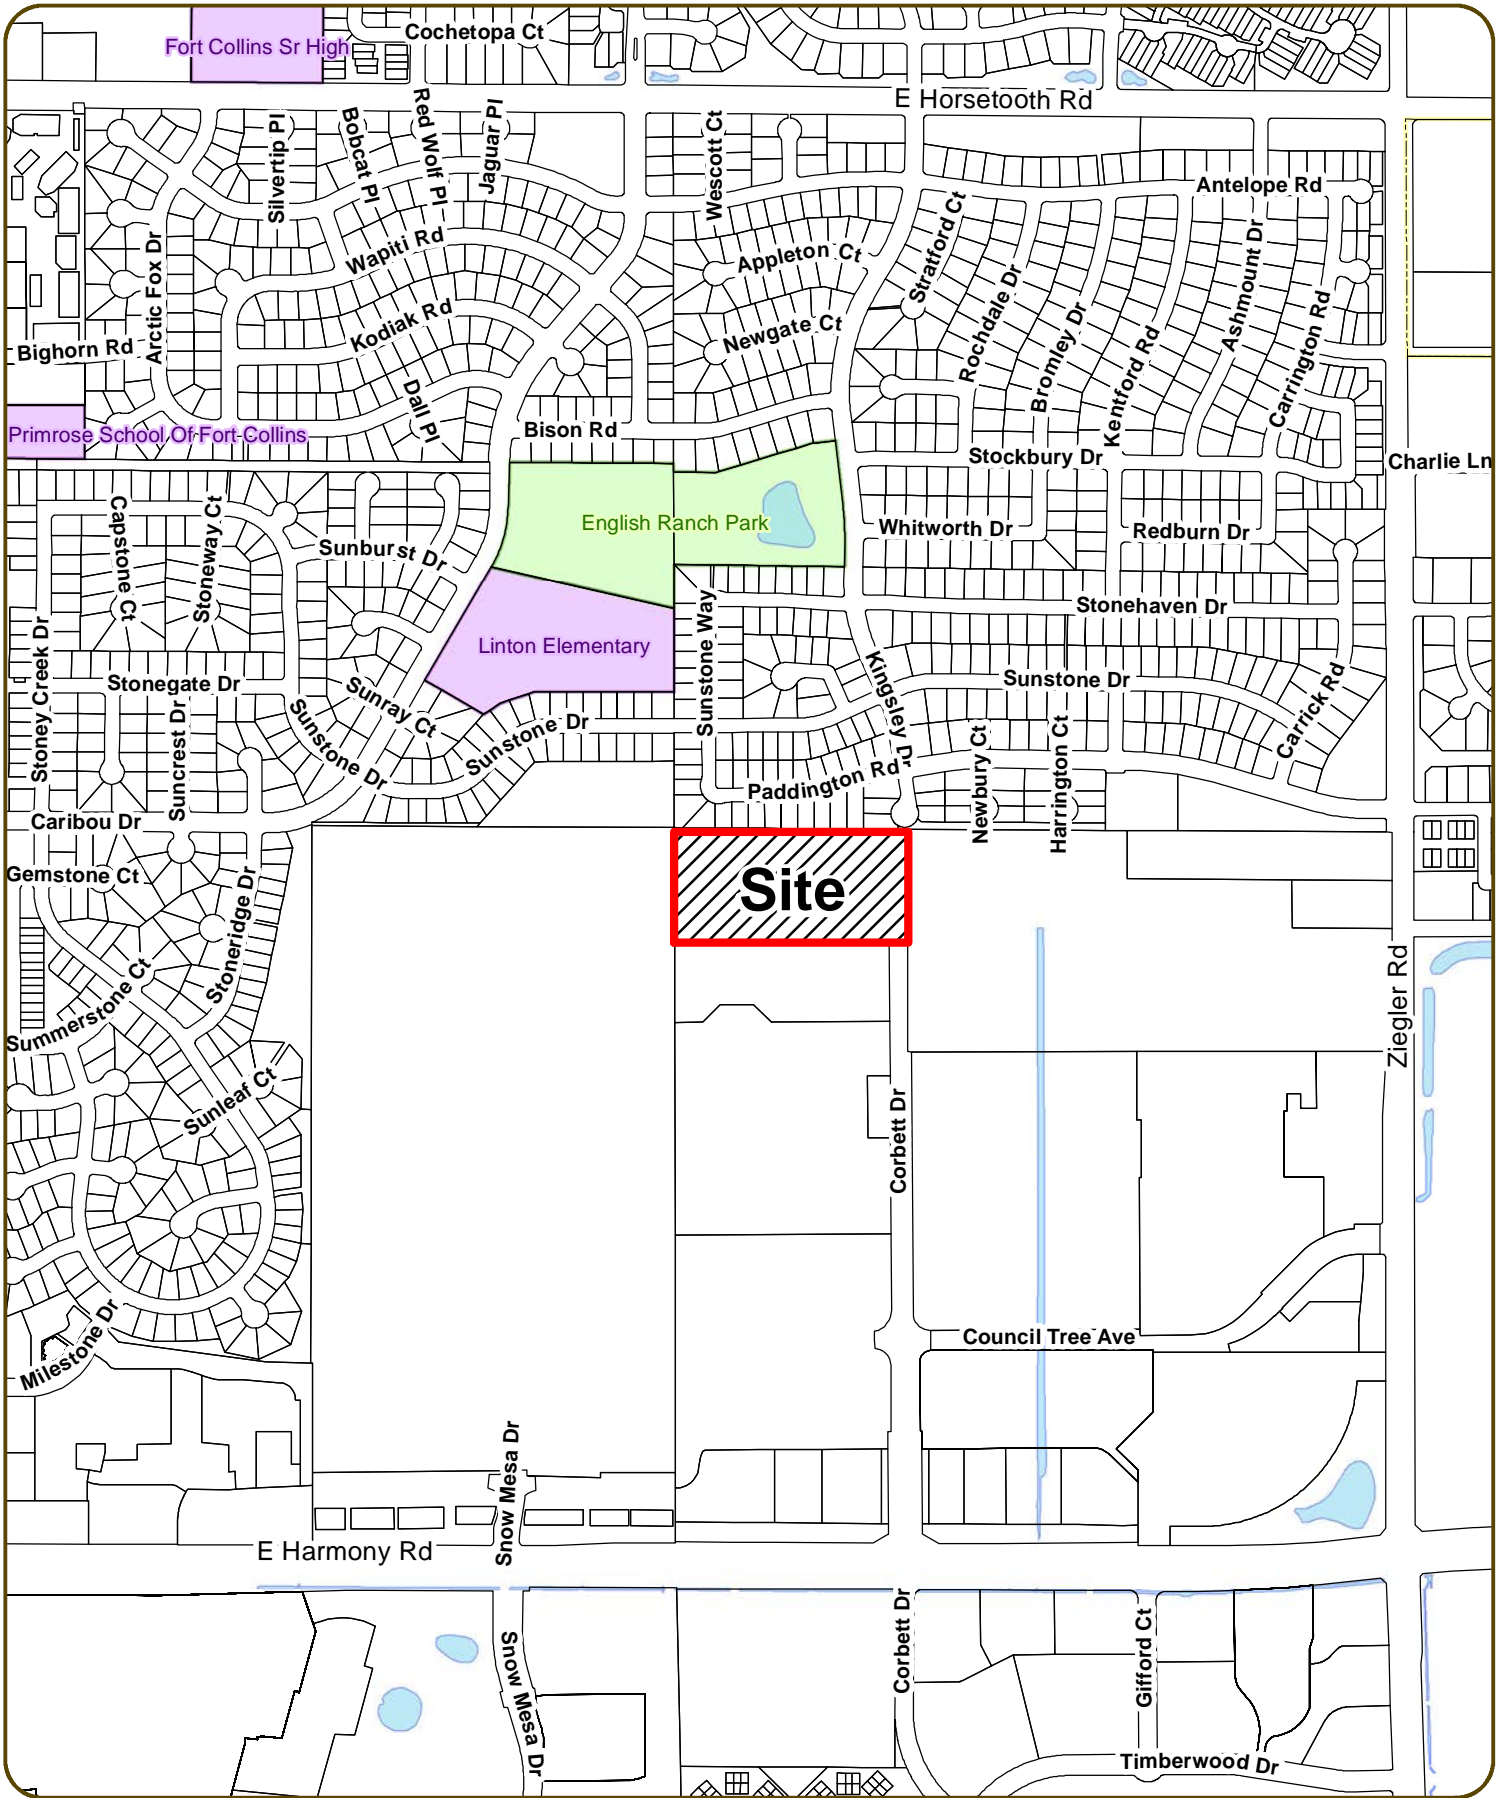 Cochetopa Ct
Fort Collins Sr High
E Horsetooth Rd
Silvertip Pl
Bobcat Pl
Red Wolf Pl
Jaguar Pl
Wescott Ct
Antelope Rd
Stratford Ct
Arctic Fox Dr
Wapiti Rd
Appleton Ct
Rochdale Dr
Ashmount Dr
Kodiak Rd
Newgate Ct
Bromley Dr
Kentford Rd
Carrington Rd
Bighorn Rd
Dall Pl
Primrose School Of Fort Collins
Bison Rd
Stockbury Dr
Charlie Ln
Capstone Ct
Stoneway Ct
English Ranch Park
Whitworth Dr
Redburn Dr
Sunburst Dr
Sunstone Way
Stonehaven Dr
Stoney Creek Dr
Linton Elementary
Kingsley Dr
Stonegate Dr
Sunray Ct
Sunstone Dr
Carrick Rd
Suncrest Dr
Sunstone Dr
Sunstone Dr
Newbury Ct
Harrington Ct
Paddington Rd
Caribou Dr
Gemstone Ct
Site
Stoneridge Dr
Summerstone Ct
Ziegler Rd
Sunleaf Ct
Corbett Dr
Council Tree Ave
Milestone Dr
Snow Mesa Dr
E Harmony Rd
Snow Mesa Dr
Corbett Dr
Gifford Ct
Timberwood Dr